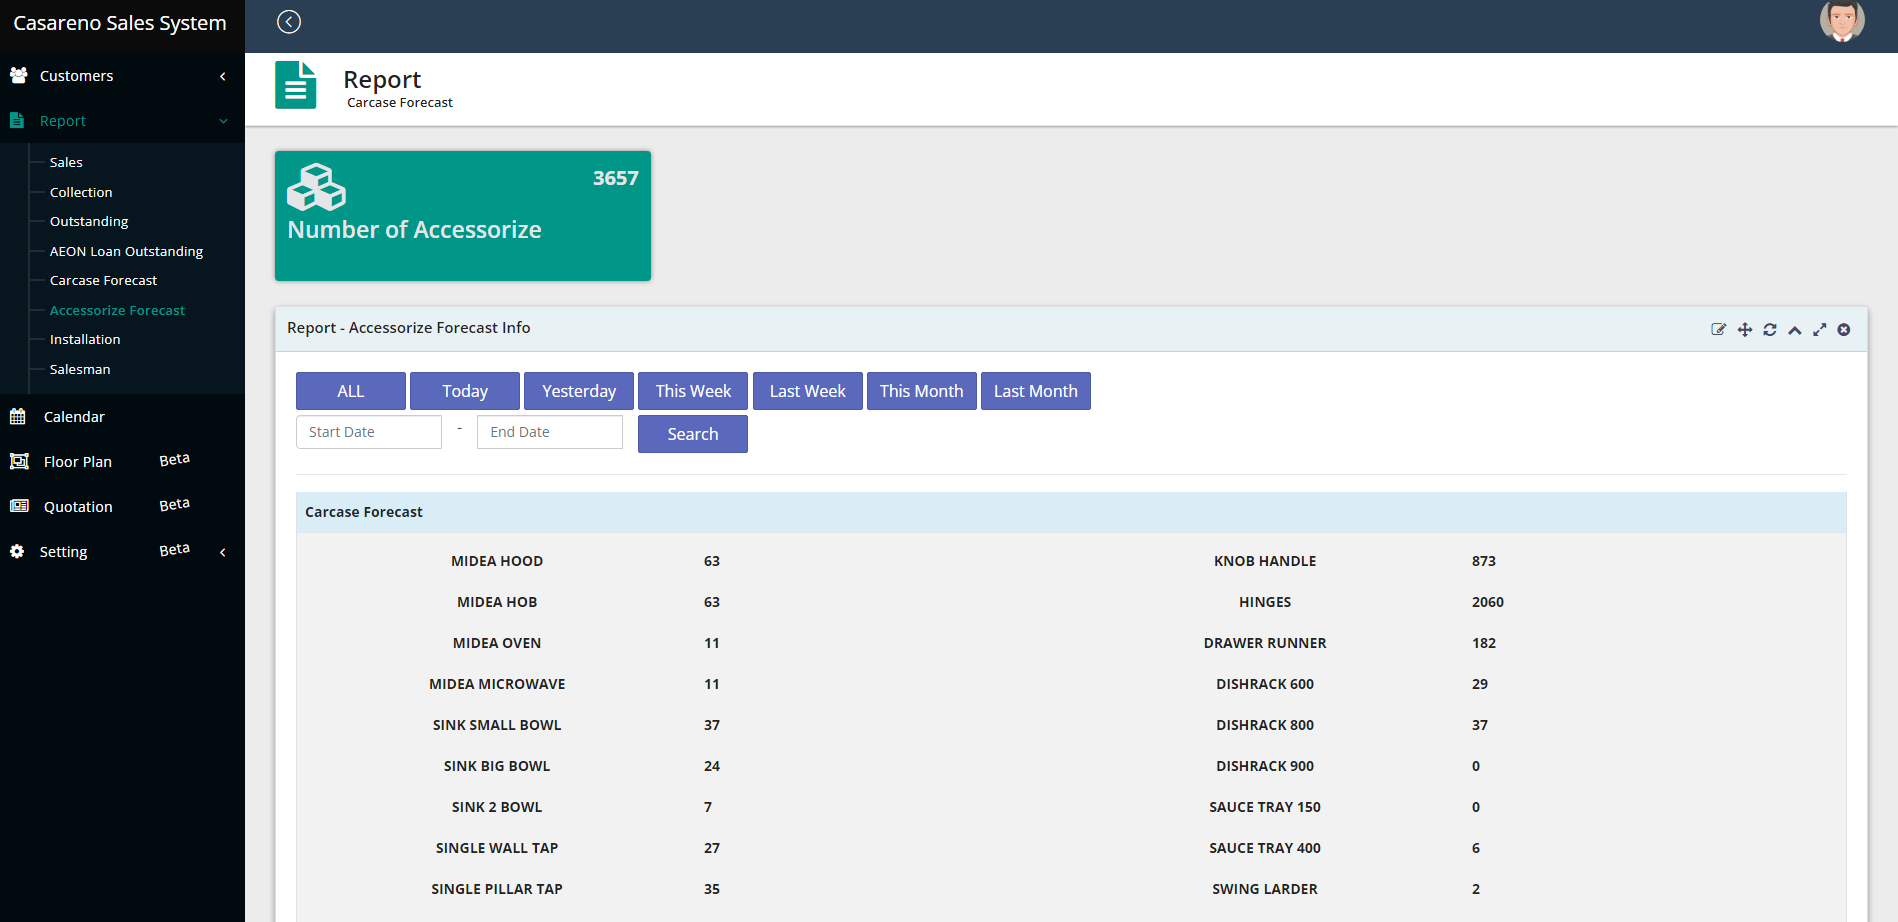 Casareno Sales System
Customers
Report
Sales
Collection
Outstanding
AEON Loan Outstanding
Carcase Forecast
Accessorize Forecast
Installation
Salesman
Calendar
Floor Plan Beta
Quotation Beta
Setting Beta
Report
Carcase Forecast
3657
Number of Accessorize
Report - Accessorize Forecast Info
ALL Today Yesterday This Week Last Week This Month Last Month
Start Date - End Date Search
Carcase Forecast
MIDEA HOOD 63 KNOB HANDLE 873
MIDEA HOB 63 HINGES 2060
MIDEA OVEN 11 DRAWER RUNNER 182
MIDEA MICROWAVE 11 DISHRACK 600 29
SINK SMALL BOWL 37 DISHRACK 800 37
SINK BIG BOWL 24 DISHRACK 900 0
SINK 2 BOWL 7 SAUCE TRAY 150 0
SINGLE WALL TAP 27 SAUCE TRAY 400 6
SINGLE PILLAR TAP 35 SWING LARDER 2